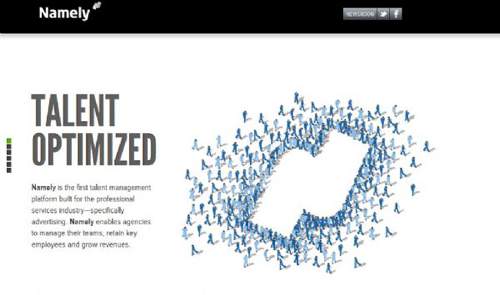 Namely
NEWSROOM
TALENT
OPTIMIZED
Namely is the first talent management
platform built for the professional
services industry—specifically
advertising. Namely enables agencies
to manage their teams, retain key
employees and grow revenues.